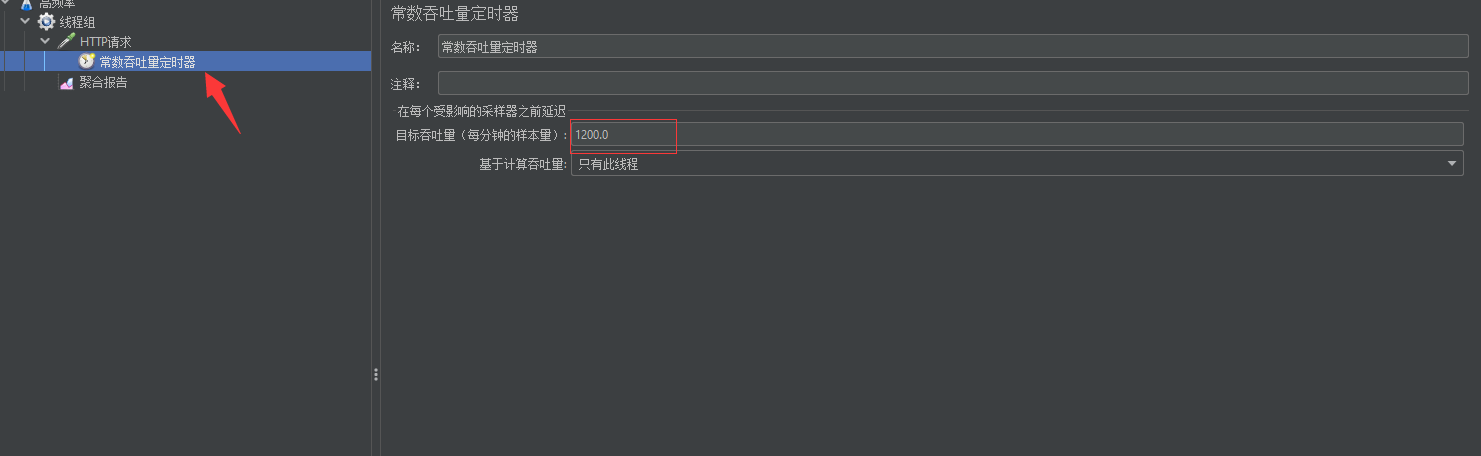 高频率
线程组
HTTP请求
常数吞吐量定时器
聚合报告
常数吞吐量定时器
名称：
常数吞吐量定时器
注释：
在每个受影响的采样器之前延迟
目标吞吐量（每分钟的样本量）: 1200.0
基于计算吞吐量: 只有此线程